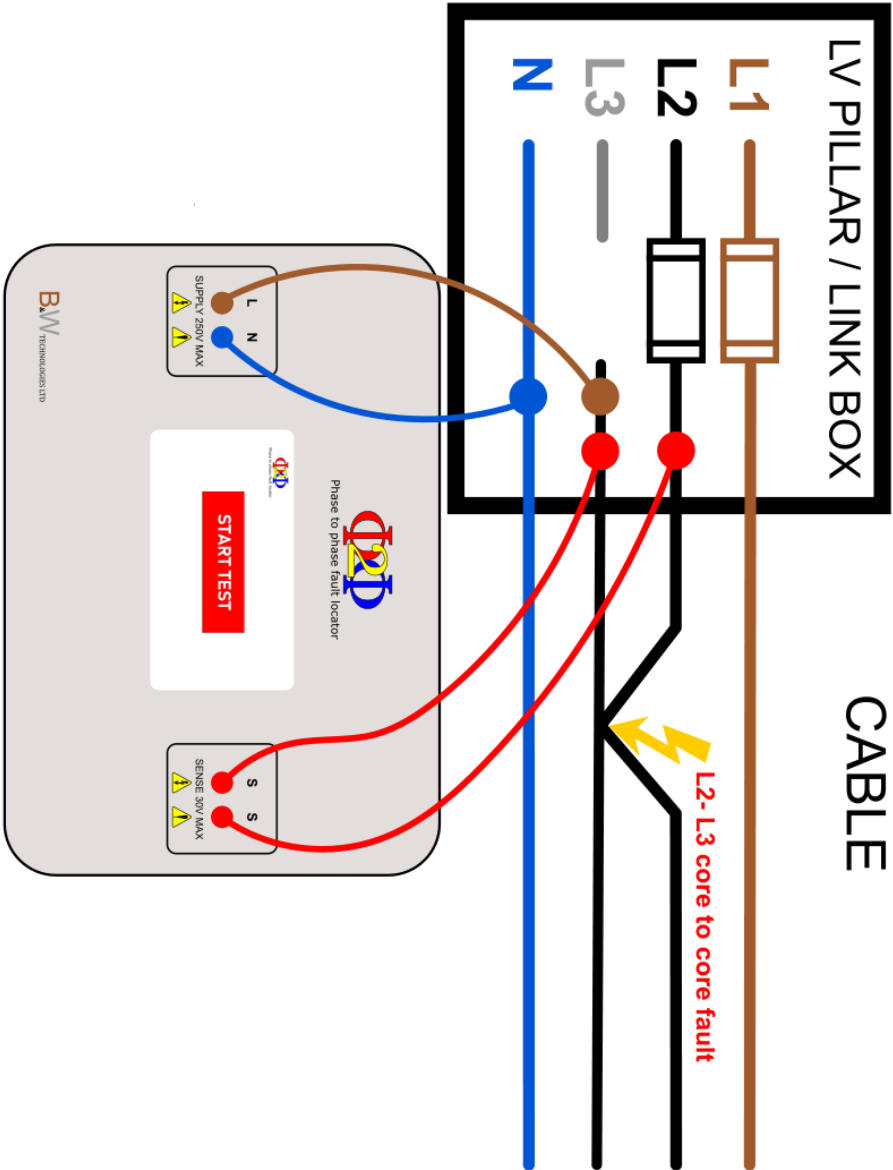 LV PILLAR / LINK BOX
L1
L2
L3
N
CABLE
L2- L3 core to core fault
Phase to phase fault locator
L
N
SUPPLY 250V MAX
START TEST
S
S
SENSE 30V MAX
B&W TECHNOLOGIES LTD